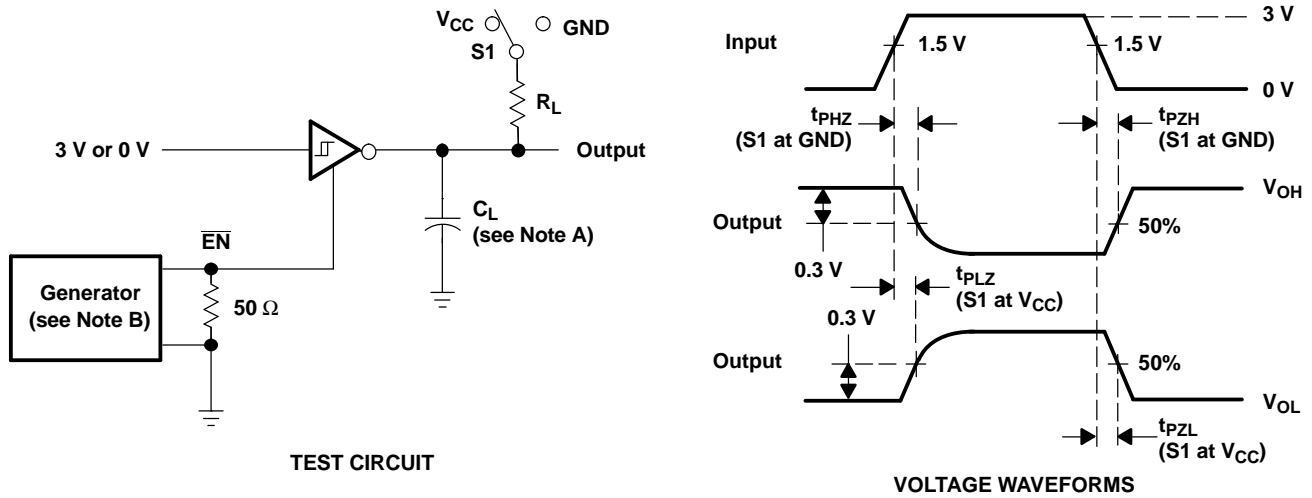 VCC
GND
S1
RL
3 V or 0 V
Output
CL
(see Note A)
EN
Generator
(see Note B)
50 Ω
TEST CIRCUIT
3 V
Input
1.5 V
1.5 V
0 V
tPHZ
(S1 at GND)
tPZH
(S1 at GND)
VOH
Output
50%
0.3 V
tPLZ
(S1 at VCC)
0.3 V
Output
50%
VOL
tPZL
(S1 at VCC)
VOLTAGE WAVEFORMS